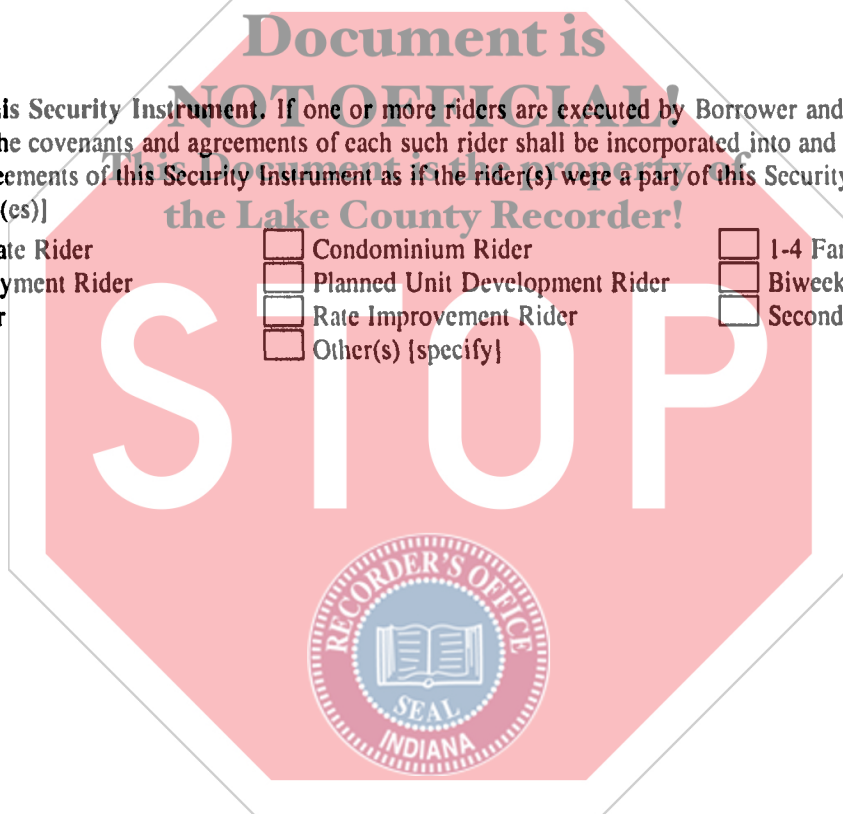 Document is
NOT OFFICIAL!
is Security Instrument. If one or more riders are executed by Borrower and
he covenants and agreements of each such rider shall be incorporated into and
This Document is the property of
eements of this Security Instrument as if the rider(s) were a part of this Security
the Lake County Recorder!
(es)]
ate Rider Condominium Rider 1-4 Fa
yment Rider Planned Unit Development Rider Biweek
r Rate Improvement Rider Second
Other(s) [specify]
STOP
RECORDER'S OFFICE
SEAL
INDIANA